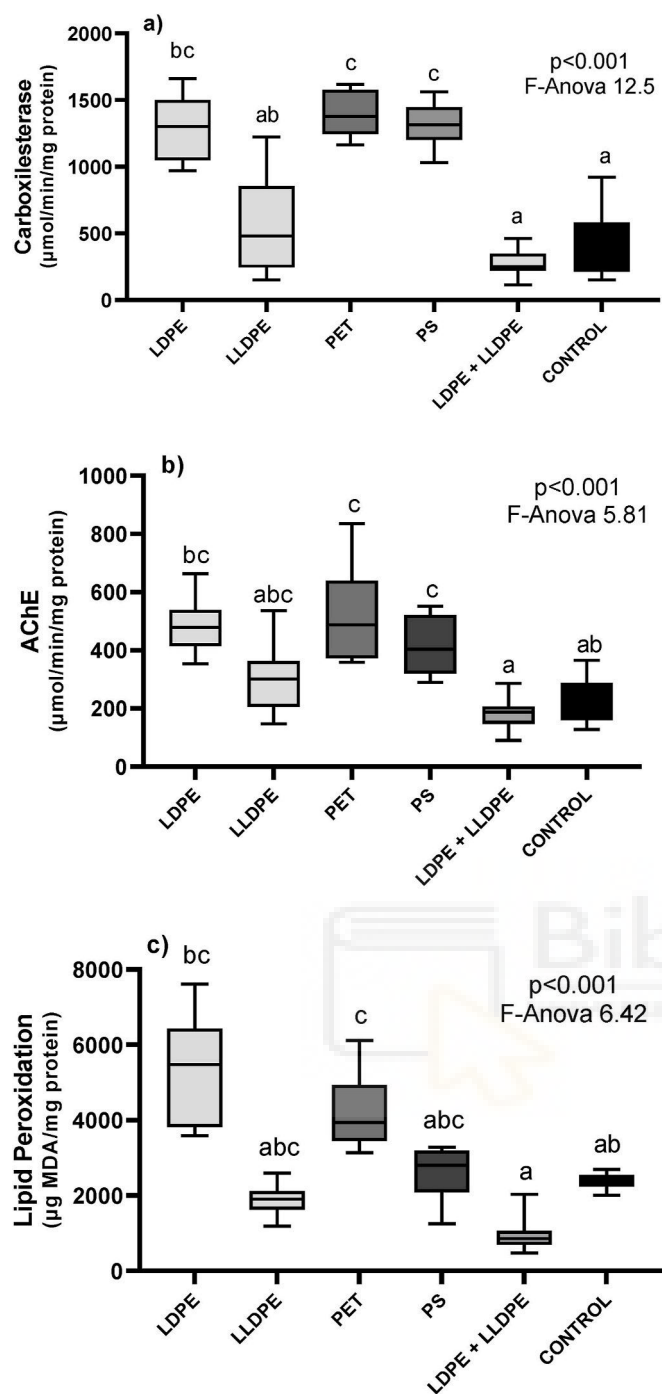 a)
bc
ab
c
c
a
a
p<0.001
F-Anova 12.5
Carboxilesterase
(µmol/min/mg protein)
2000
1500
1000
500
0
LDPE
LLDPE
PET
PS
LDPE + LLDPE
CONTROL
b)
bc
abc
c
c
a
ab
p<0.001
F-Anova 5.81
AChE
(µmol/min/mg protein)
1000
800
600
400
200
0
LDPE
LLDPE
PET
PS
LDPE + LLDPE
CONTROL
c)
bc
abc
c
abc
a
ab
p<0.001
F-Anova 6.42
Lipid Peroxidation
(µg MDA/mg protein)
8000
6000
4000
2000
0
LDPE
LLDPE
PET
PS
LDPE + LLDPE
CONTROL
Bib